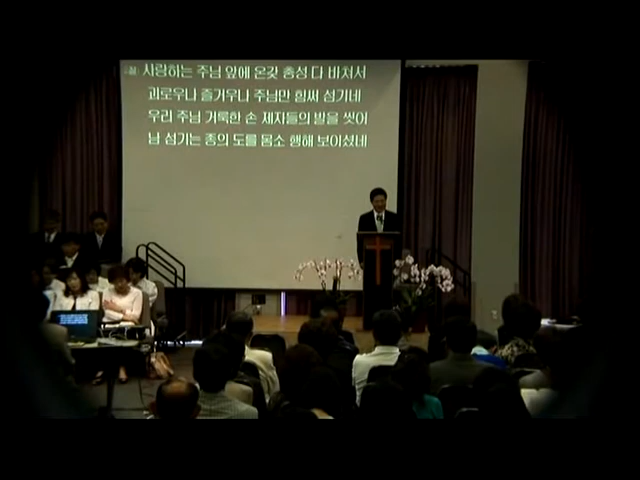 사랑하는 주님 앞에 온갖 충성 다 바쳐서
괴로우나 즐거우나 주님만 힘써 섬기네
우리 주님 거룩한 손 제자들의 발을 씻어
남 섬기는 종의 도를 몸소 행해 보이셨네